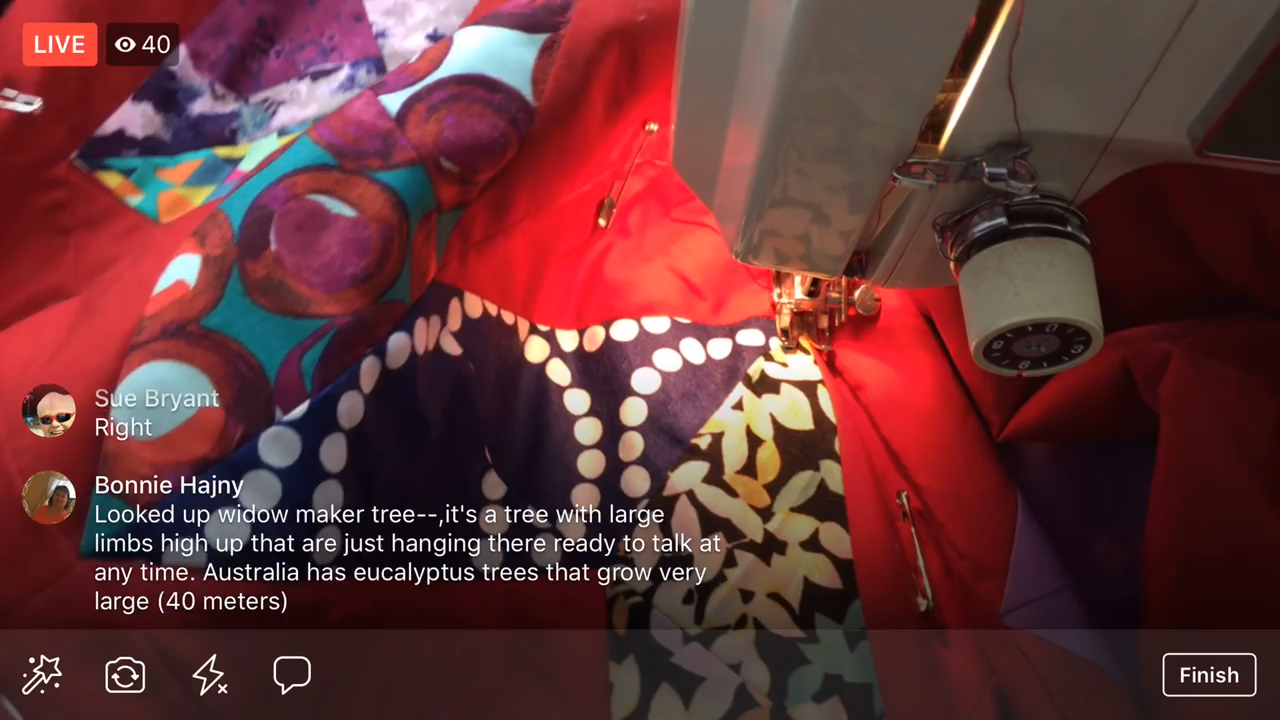 LIVE
40
Sue Bryant
Right
Bonnie Hajny
Looked up widow maker tree--,it's a tree with large
limbs high up that are just hanging there ready to talk at
any time. Australia has eucalyptus trees that grow very
large (40 meters)
Finish